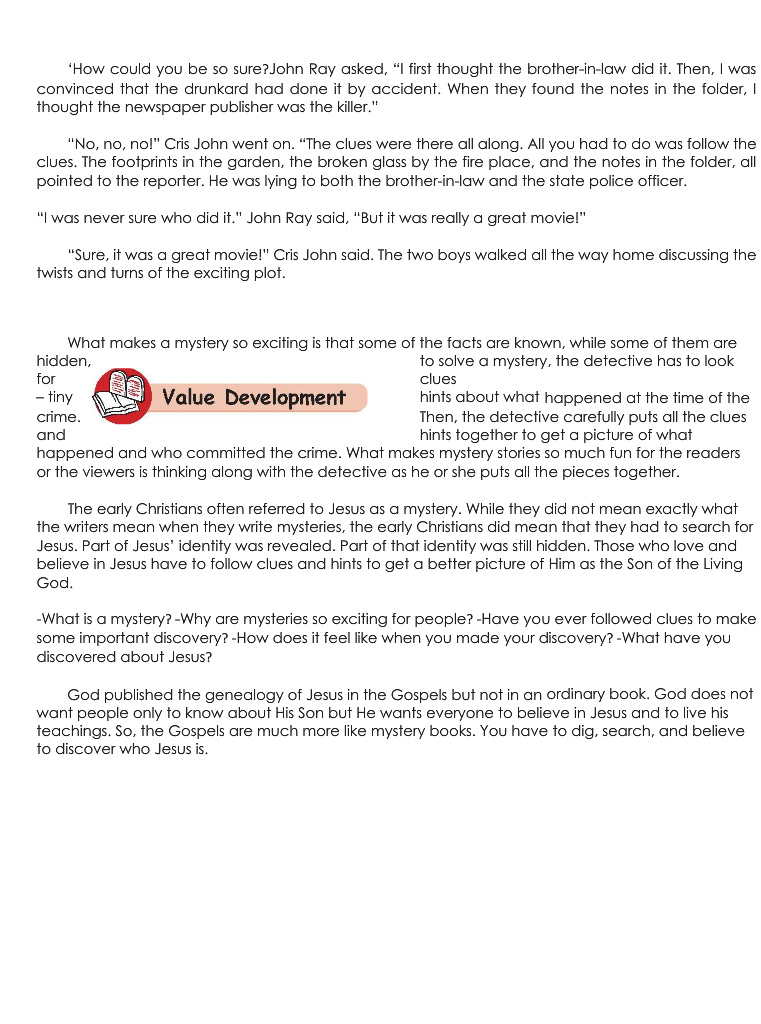 ‘How could you be so sure?John Ray asked, “I first thought the brother-in-law did it. Then, I was
convinced that the drunkard had done it by accident. When they found the notes in the folder, I
thought the newspaper publisher was the killer.”
“No, no, no!” Cris John went on. “The clues were there all along. All you had to do was follow the
clues. The footprints in the garden, the broken glass by the fire place, and the notes in the folder, all
pointed to the reporter. He was lying to both the brother-in-law and the state police officer.
“I was never sure who did it.” John Ray said, “But it was really a great movie!”
“Sure, it was a great movie!” Cris John said. The two boys walked all the way home discussing the
twists and turns of the exciting plot.
What makes a mystery so exciting is that some of the facts are known, while some of them are
hidden, to solve a mystery, the detective has to look
for clues
– tiny hints about what happened at the time of the
crime. Then, the detective carefully puts all the clues
and hints together to get a picture of what
Value Development
happened and who committed the crime. What makes mystery stories so much fun for the readers
or the viewers is thinking along with the detective as he or she puts all the pieces together.
The early Christians often referred to Jesus as a mystery. While they did not mean exactly what
the writers mean when they write mysteries, the early Christians did mean that they had to search for
Jesus. Part of Jesus’ identity was revealed. Part of that identity was still hidden. Those who love and
believe in Jesus have to follow clues and hints to get a better picture of Him as the Son of the Living
God.
-What is a mystery? -Why are mysteries so exciting for people? -Have you ever followed clues to make
some important discovery? -How does it feel like when you made your discovery? -What have you
discovered about Jesus?
God published the genealogy of Jesus in the Gospels but not in an ordinary book. God does not
want people only to know about His Son but He wants everyone to believe in Jesus and to live his
teachings. So, the Gospels are much more like mystery books. You have to dig, search, and believe
to discover who Jesus is.